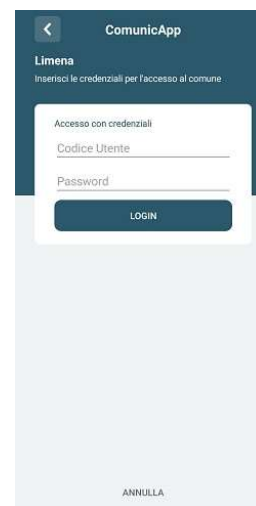 ComunicApp
Limena
Inserisci le credenziali per l'accesso al comune
Accesso con credenziali
Codice Utente
Password
LOGIN
ANNULLA